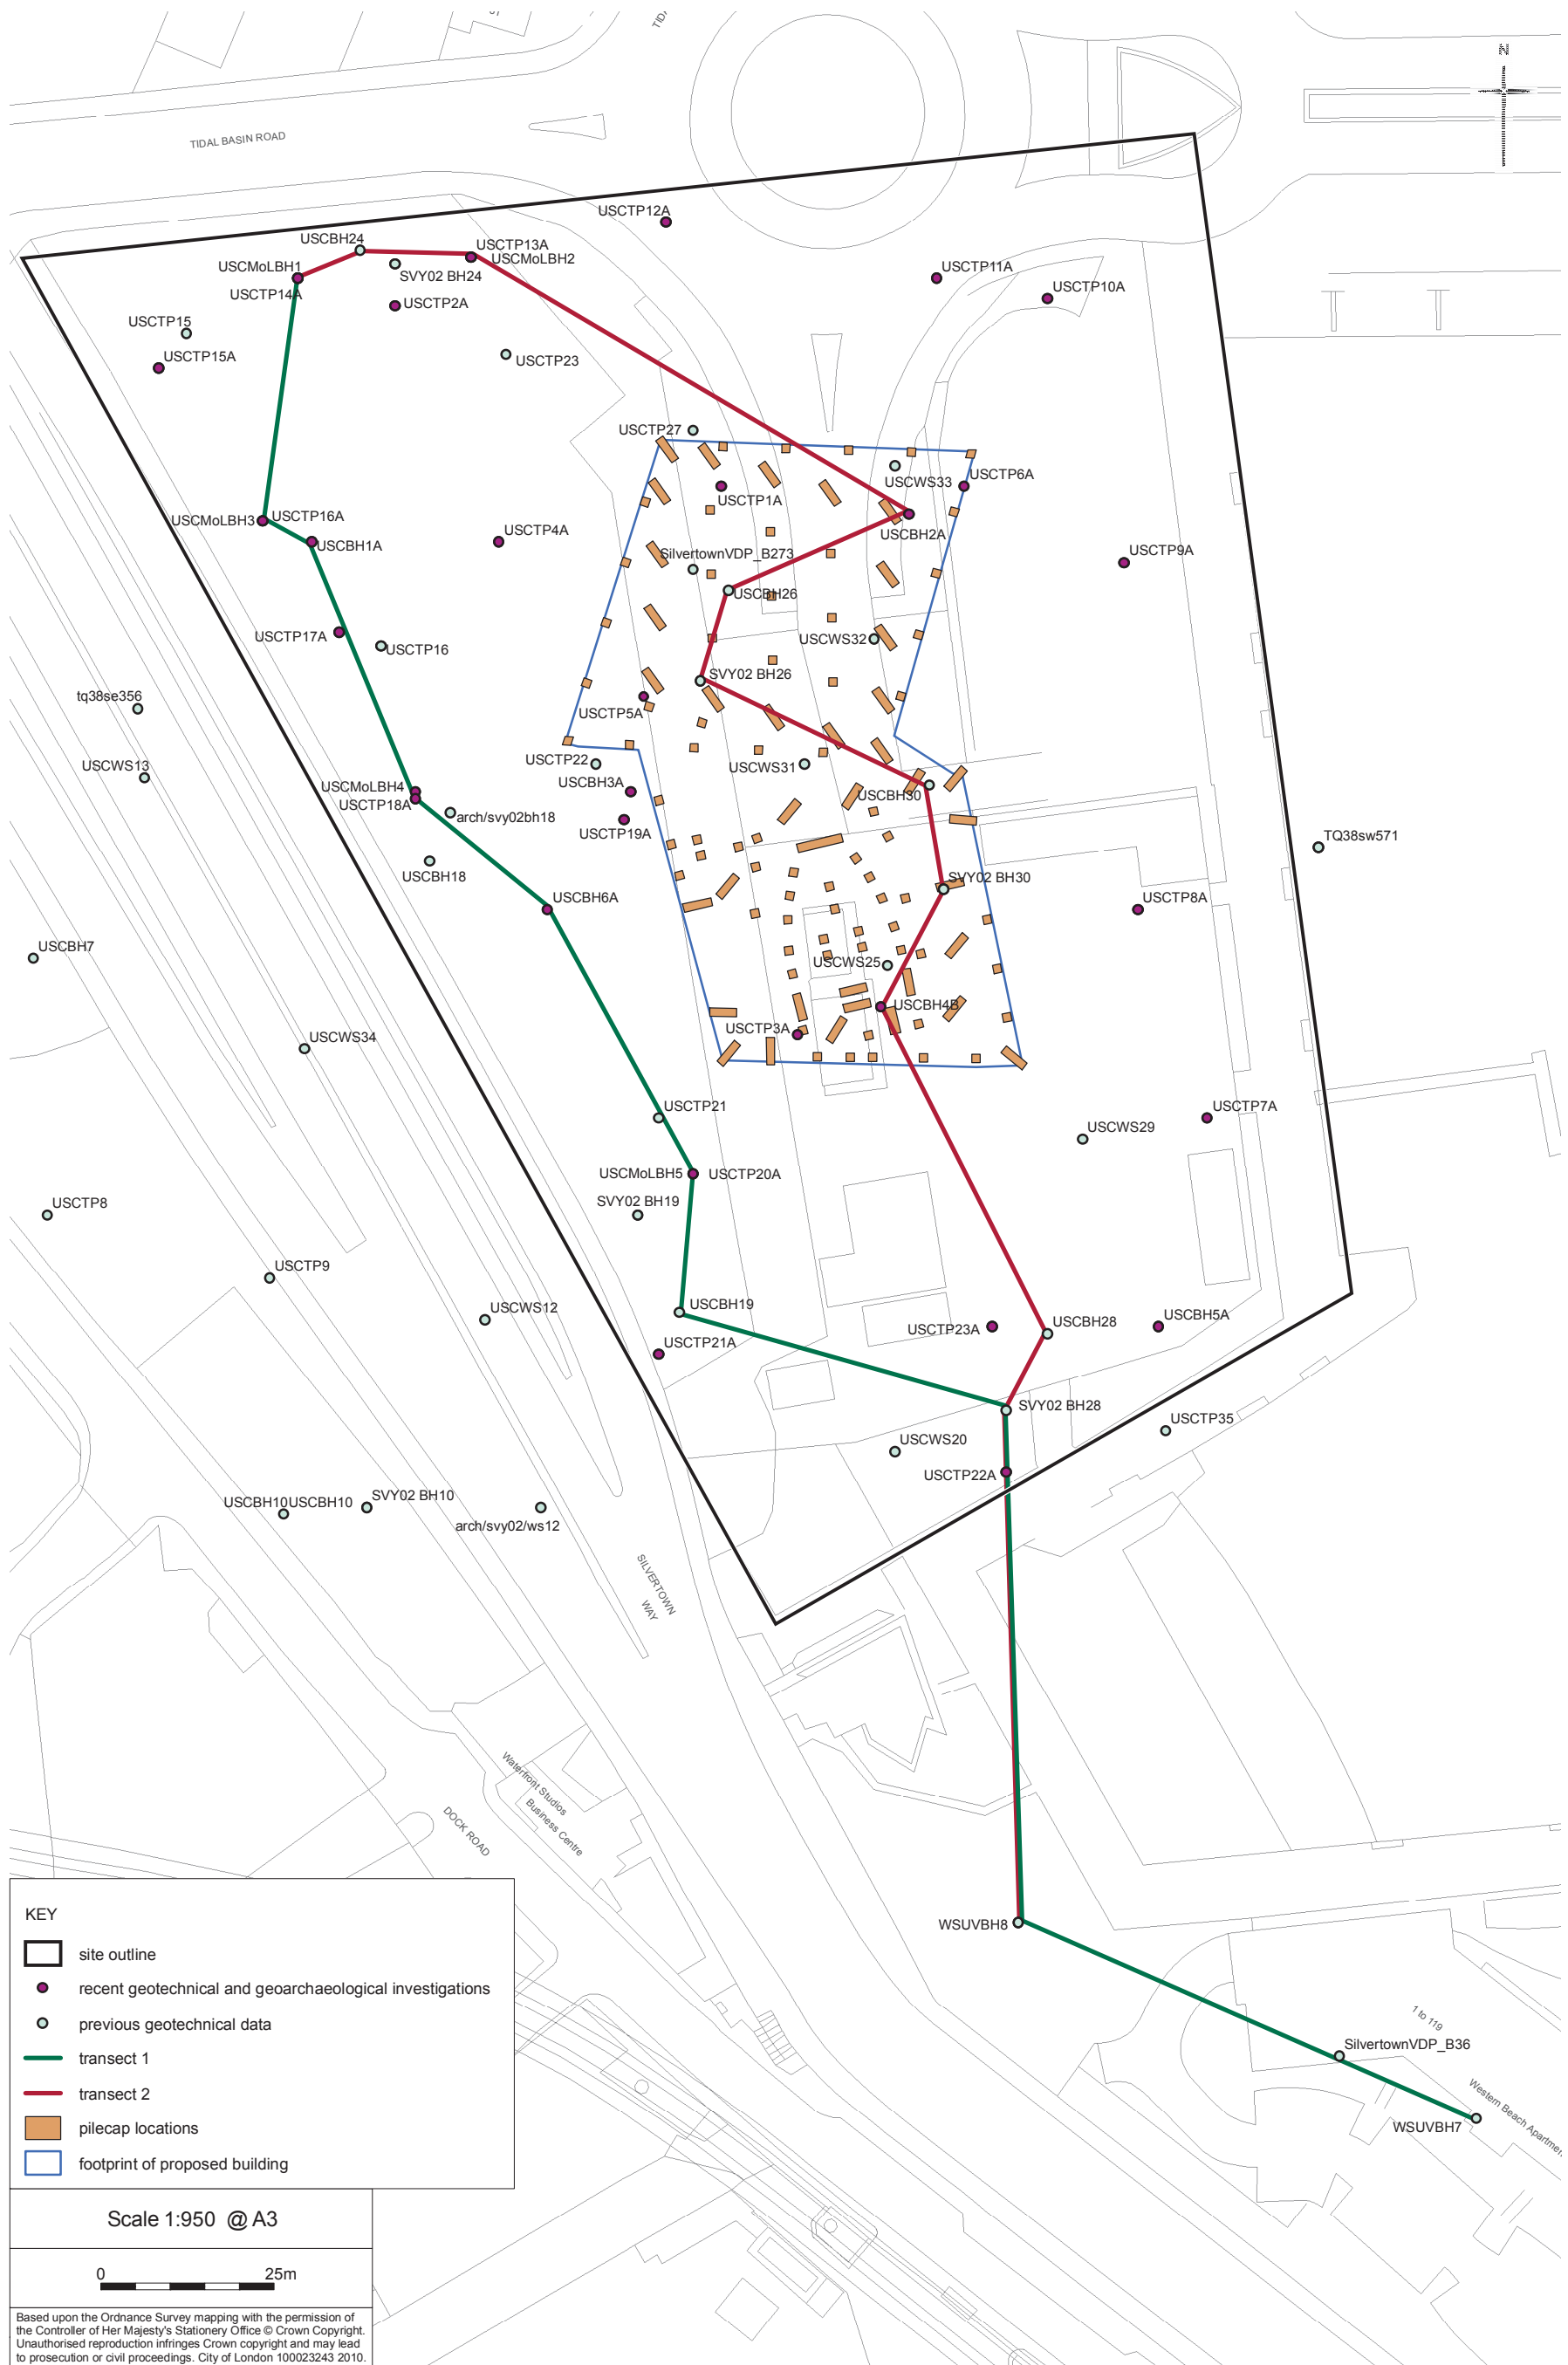 N
TIDAL BASIN ROAD
USCTP12A
USCBH24
USCTP13A
USCMoLBH2
USCMoLBH1
SVY02 BH24
USCTP11A
USCTP14A
USCTP2A
USCTP10A
USCTP15
USCTP15A
USCTP23
USCTP27
USCTP1A
USCWS33
USCTP6A
USCMoLBH3
USCTP16A
USCBH1A
USCTP4A
USCBH2A
SilvertownVDP_B273
USCTP9A
USCBH26
USCTP17A
USCTP16
USCWS32
SVY02 BH26
tq38se356
USCTP5A
USCWS13
USCTP22
USCWS31
USCBH3A
USCBH30
USCMoLBH4
USCTP18A
arch/svy02bh18
USCTP19A
TQ38sw571
USCBH18
SVY02 BH30
USCBH6A
USCTP8A
USCBH7
USCWS25
USCBH4B
USCWS34
USCTP3A
USCTP21
USCTP7A
USCWS29
USCMoLBH5
USCTP20A
USCTP8
SVY02 BH19
USCTP9
USCWS12
USCBH19
USCTP23A
USCBH28
USCBH5A
USCTP21A
SVY02 BH28
USCTP35
USCWS20
USCTP22A
USCBH10USCBH10
SVY02 BH10
arch/svy02/ws12
SILVERTOWN
WAY
Waterfront Studios
Business Centre
DOCK ROAD
WSUVBH8
1 to 119
SilvertownVDP_B36
WSUVBH7
KEY
site outline
recent geotechnical and geoarchaeological investigations
previous geotechnical data
transect 1
transect 2
pilecap locations
footprint of proposed building
Scale 1:950 @ A3
0 25m
Based upon the Ordnance Survey mapping with the permission of
the Controller of Her Majesty's Stationery Office © Crown Copyright.
Unauthorised reproduction infringes Crown copyright and may lead
to prosecution or civil proceedings. City of London 100023243 2010.
Western Beach